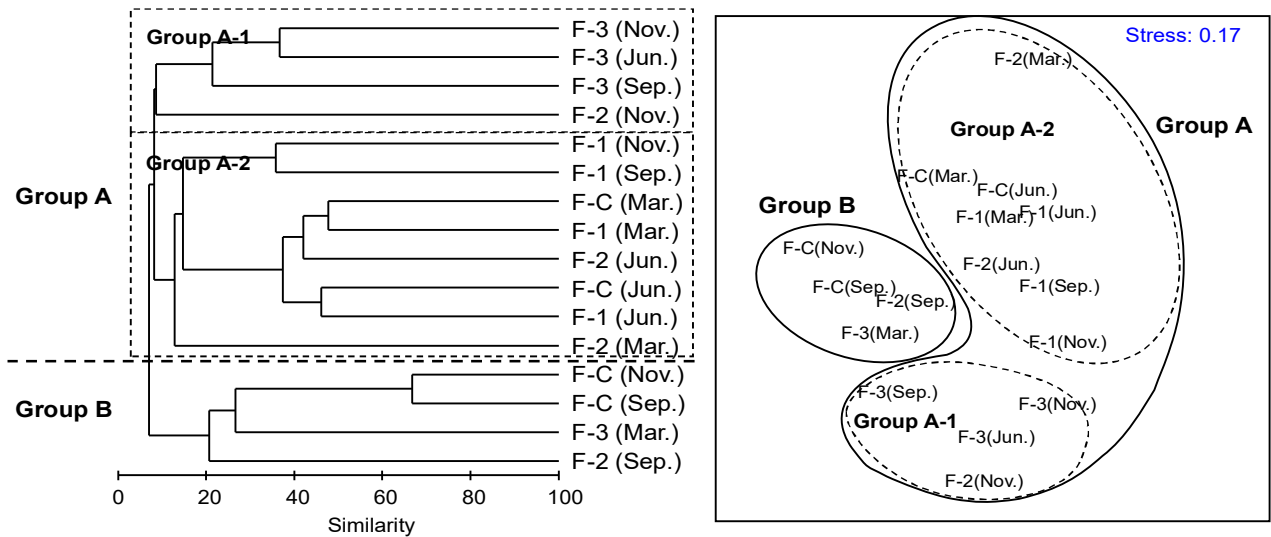 Group A-1
F-3 (Nov.)
F-3 (Jun.)
F-3 (Sep.)
F-2 (Nov.)
Group A-2
F-1 (Nov.)
F-1 (Sep.)
Group A
F-C (Mar.)
F-1 (Mar.)
F-2 (Jun.)
F-C (Jun.)
F-1 (Jun.)
F-2 (Mar.)
Group B
F-C (Nov.)
F-C (Sep.)
F-3 (Mar.)
F-2 (Sep.)
0 20 40 60 80 100
Similarity
Stress: 0.17
F-2(Mar.)
Group A-2
Group A
F-C(Mar.)
F-C(Jun.)
F-1(Mar.)
F-1(Jun.)
Group B
F-C(Nov.)
F-2(Jun.)
F-C(Sep.)
F-1(Sep.)
F-2(Sep.)
F-3(Mar.)
F-1(Nov.)
F-3(Sep.)
F-3(Nov.)
Group A-1
F-3(Jun.)
F-2(Nov.)